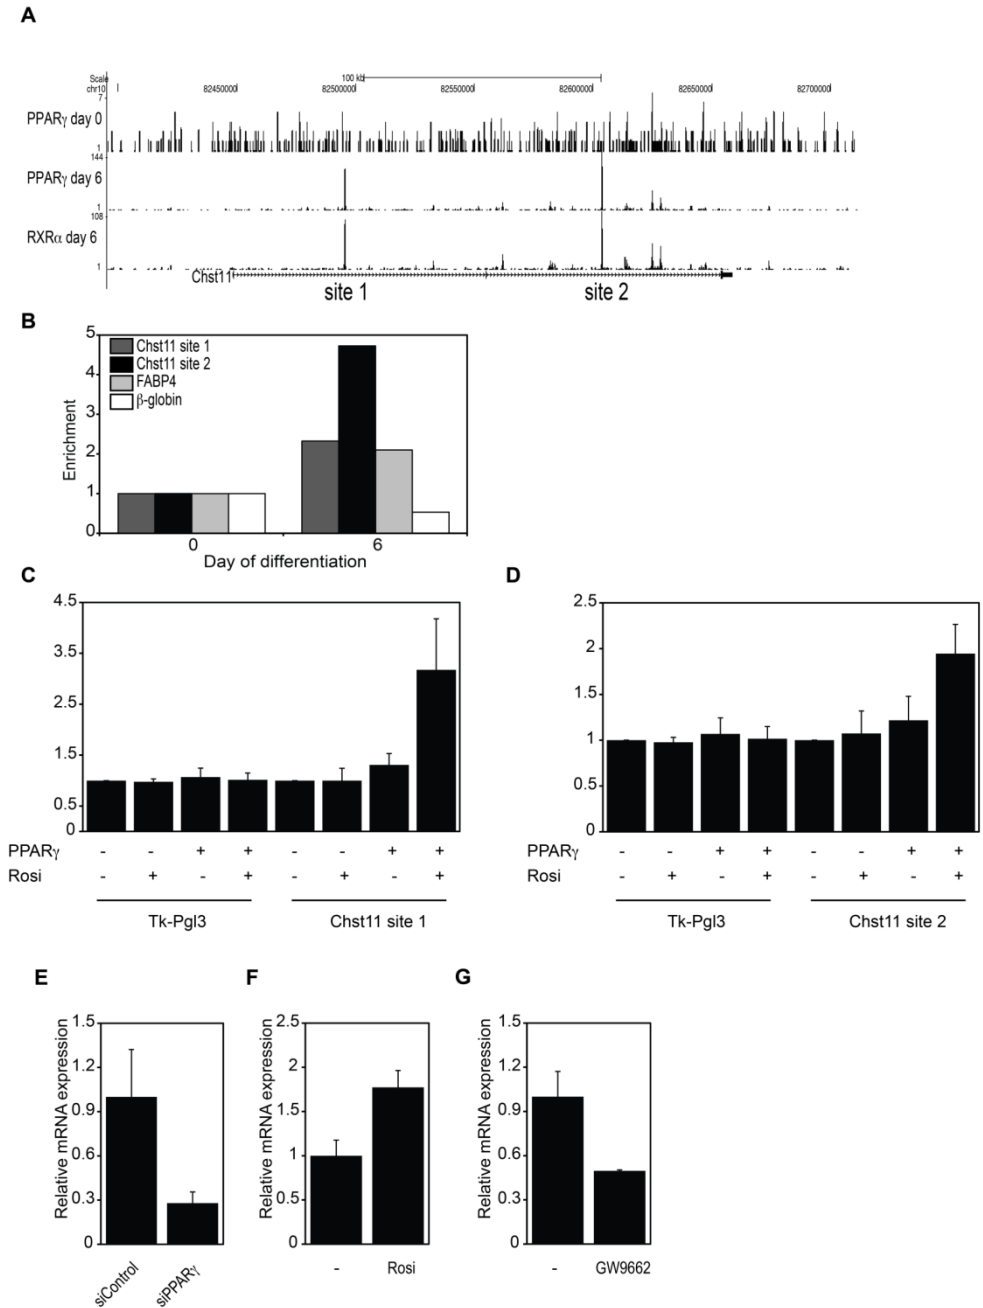 A
Scale
100 kb
chr10
82450000
82500000
82550000
82600000
82650000
82700000
7
PPARγ day 0
1
144
PPARγ day 6
1
108
RXRα day 6
1
Chst11
site 1
site 2
B
5
4
3
2
1
0
Enrichment
Chst11 site 1
Chst11 site 2
FABP4
β-globin
0
6
Day of differentiation
C
4.5
3.5
2.5
1.5
0.5
0
PPARγ - - + + - - + +
Rosi - + - + - + - +
Tk-Pgl3
Chst11 site 1
D
2.5
2
1.5
1
0.5
0
PPARγ - - + + - - + +
Rosi - + - + - + - +
Tk-Pgl3
Chst11 site 2
E
Relative mRNA expression
1.5
1.2
0.9
0.6
0.3
0
siControl
siPPARγ
F
Relative mRNA expression
2.5
2
1.5
1
0.5
0
-
Rosi
G
Relative mRNA expression
1.5
1.2
0.9
0.6
0.3
0
-
GW9662